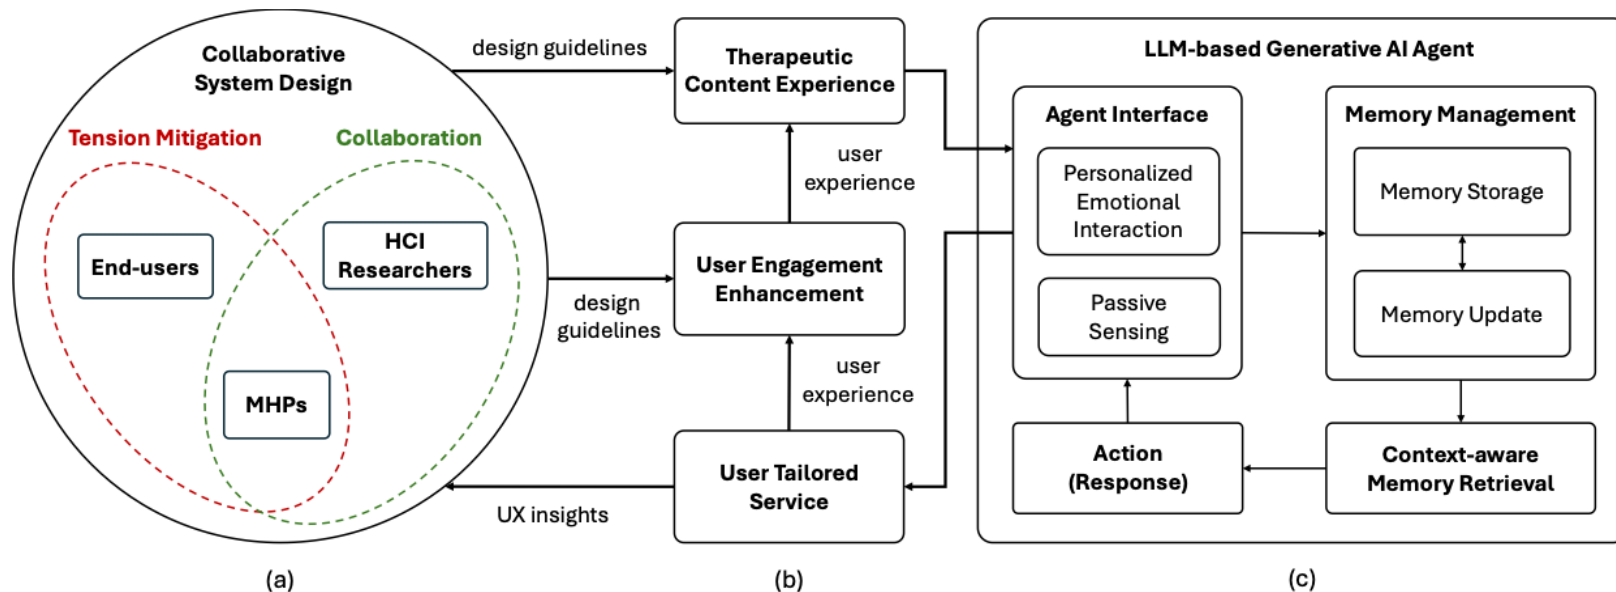 Collaborative
System Design
Tension Mitigation
Collaboration
End-users
HCI
Researchers
MHPs
(a)
design guidelines
design
guidelines
UX insights
Therapeutic
Content Experience
user
experience
User Engagement
Enhancement
user
experience
User Tailored
Service
(b)
LLM-based Generative AI Agent
Agent Interface
Personalized
Emotional
Interaction
Passive
Sensing
Memory Management
Memory Storage
Memory Update
Action
(Response)
Context-aware
Memory Retrieval
(c)